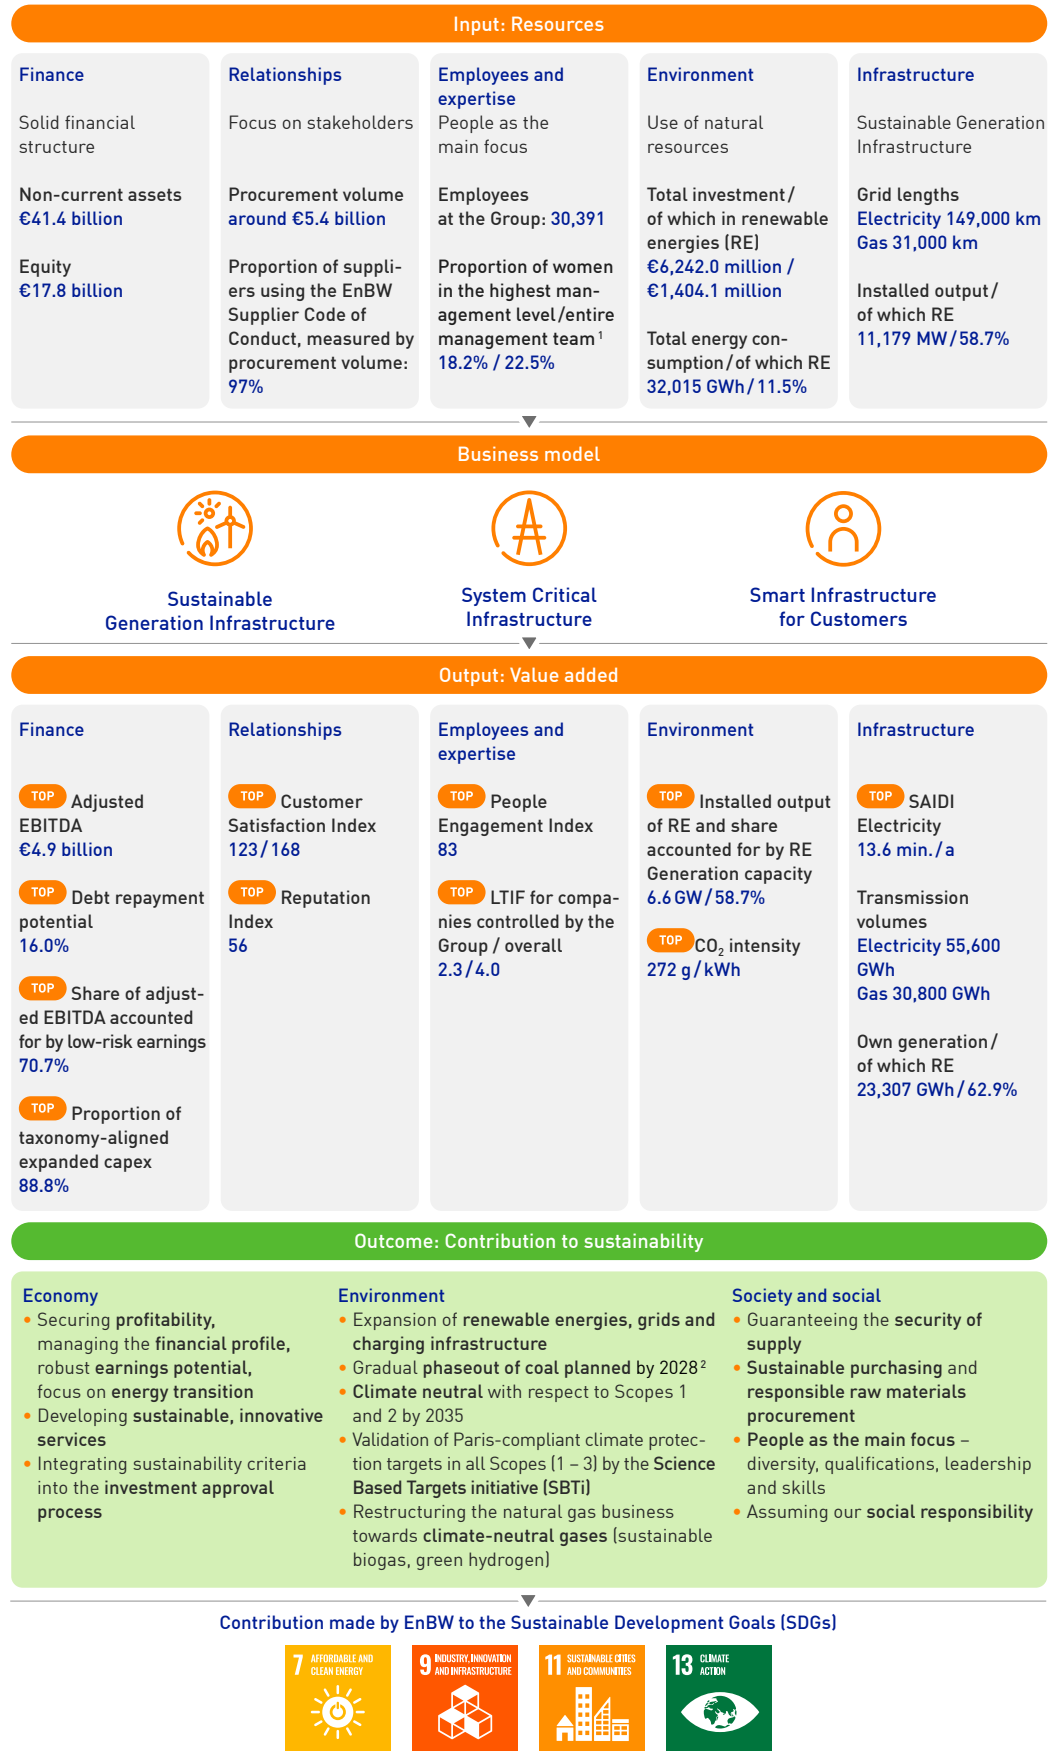 Input: Resources
Finance
Solid financial
structure
Non-current assets
€41.4 billion
Equity
€17.8 billion
Relationships
Focus on stakeholders
Procurement volume
around €5.4 billion
Proportion of suppli-
ers using the EnBW
Supplier Code of
Conduct, measured by
procurement volume:
97%
Employees and
expertise
People as the
main focus
Employees
at the Group: 30,391
Proportion of women
in the highest man-
agement level/entire
management team 1
18.2% / 22.5%
Environment
Use of natural
resources
Total investment/
of which in renewable
energies (RE)
€6,242.0 million /
€1,404.1 million
Total energy con-
sumption/of which RE
32,015 GWh/11.5%
Infrastructure
Sustainable Generation
Infrastructure
Grid lengths
Electricity 149,000 km
Gas 31,000 km
Installed output/
of which RE
11,179 MW/58.7%
Business model
Sustainable
Generation Infrastructure
System Critical
Infrastructure
Smart Infrastructure
for Customers
Output: Value added
Finance
TOP Adjusted
EBITDA
€4.9 billion
TOP Debt repayment
potential
16.0%
TOP Share of adjust-
ed EBITDA accounted
for by low-risk earnings
70.7%
TOP Proportion of
taxonomy-aligned
expanded capex
88.8%
Relationships
TOP Customer
Satisfaction Index
123/168
TOP Reputation
Index
56
Employees and
expertise
TOP People
Engagement Index
83
TOP LTIF for compa-
nies controlled by the
Group / overall
2.3/4.0
Environment
TOP Installed output
of RE and share
accounted for by RE
Generation capacity
6.6 GW/58.7%
TOP CO2 intensity
272 g/kWh
Infrastructure
TOP SAIDI
Electricity
13.6 min./a
Transmission
volumes
Electricity 55,600
GWh
Gas 30,800 GWh
Own generation/
of which RE
23,307 GWh/62.9%
Outcome: Contribution to sustainability
Economy
• Securing profitability,
managing the financial profile,
robust earnings potential,
focus on energy transition
• Developing sustainable, innovative
services
• Integrating sustainability criteria
into the investment approval
process
Environment
• Expansion of renewable energies, grids and
charging infrastructure
• Gradual phaseout of coal planned by 2028 2
• Climate neutral with respect to Scopes 1
and 2 by 2035
• Validation of Paris-compliant climate protec-
tion targets in all Scopes (1 – 3) by the Science
Based Targets initiative (SBTi)
• Restructuring the natural gas business
towards climate-neutral gases (sustainable
biogas, green hydrogen)
Society and social
• Guaranteeing the security of
supply
• Sustainable purchasing and
responsible raw materials
procurement
• People as the main focus –
diversity, qualifications, leadership
and skills
• Assuming our social responsibility
Contribution made by EnBW to the Sustainable Development Goals (SDGs)
7 AFFORDABLE AND
CLEAN ENERGY
9 INDUSTRY, INNOVATION
AND INFRASTRUCTURE
11 SUSTAINABLE CITIES
AND COMMUNITIES
13 CLIMATE
ACTION